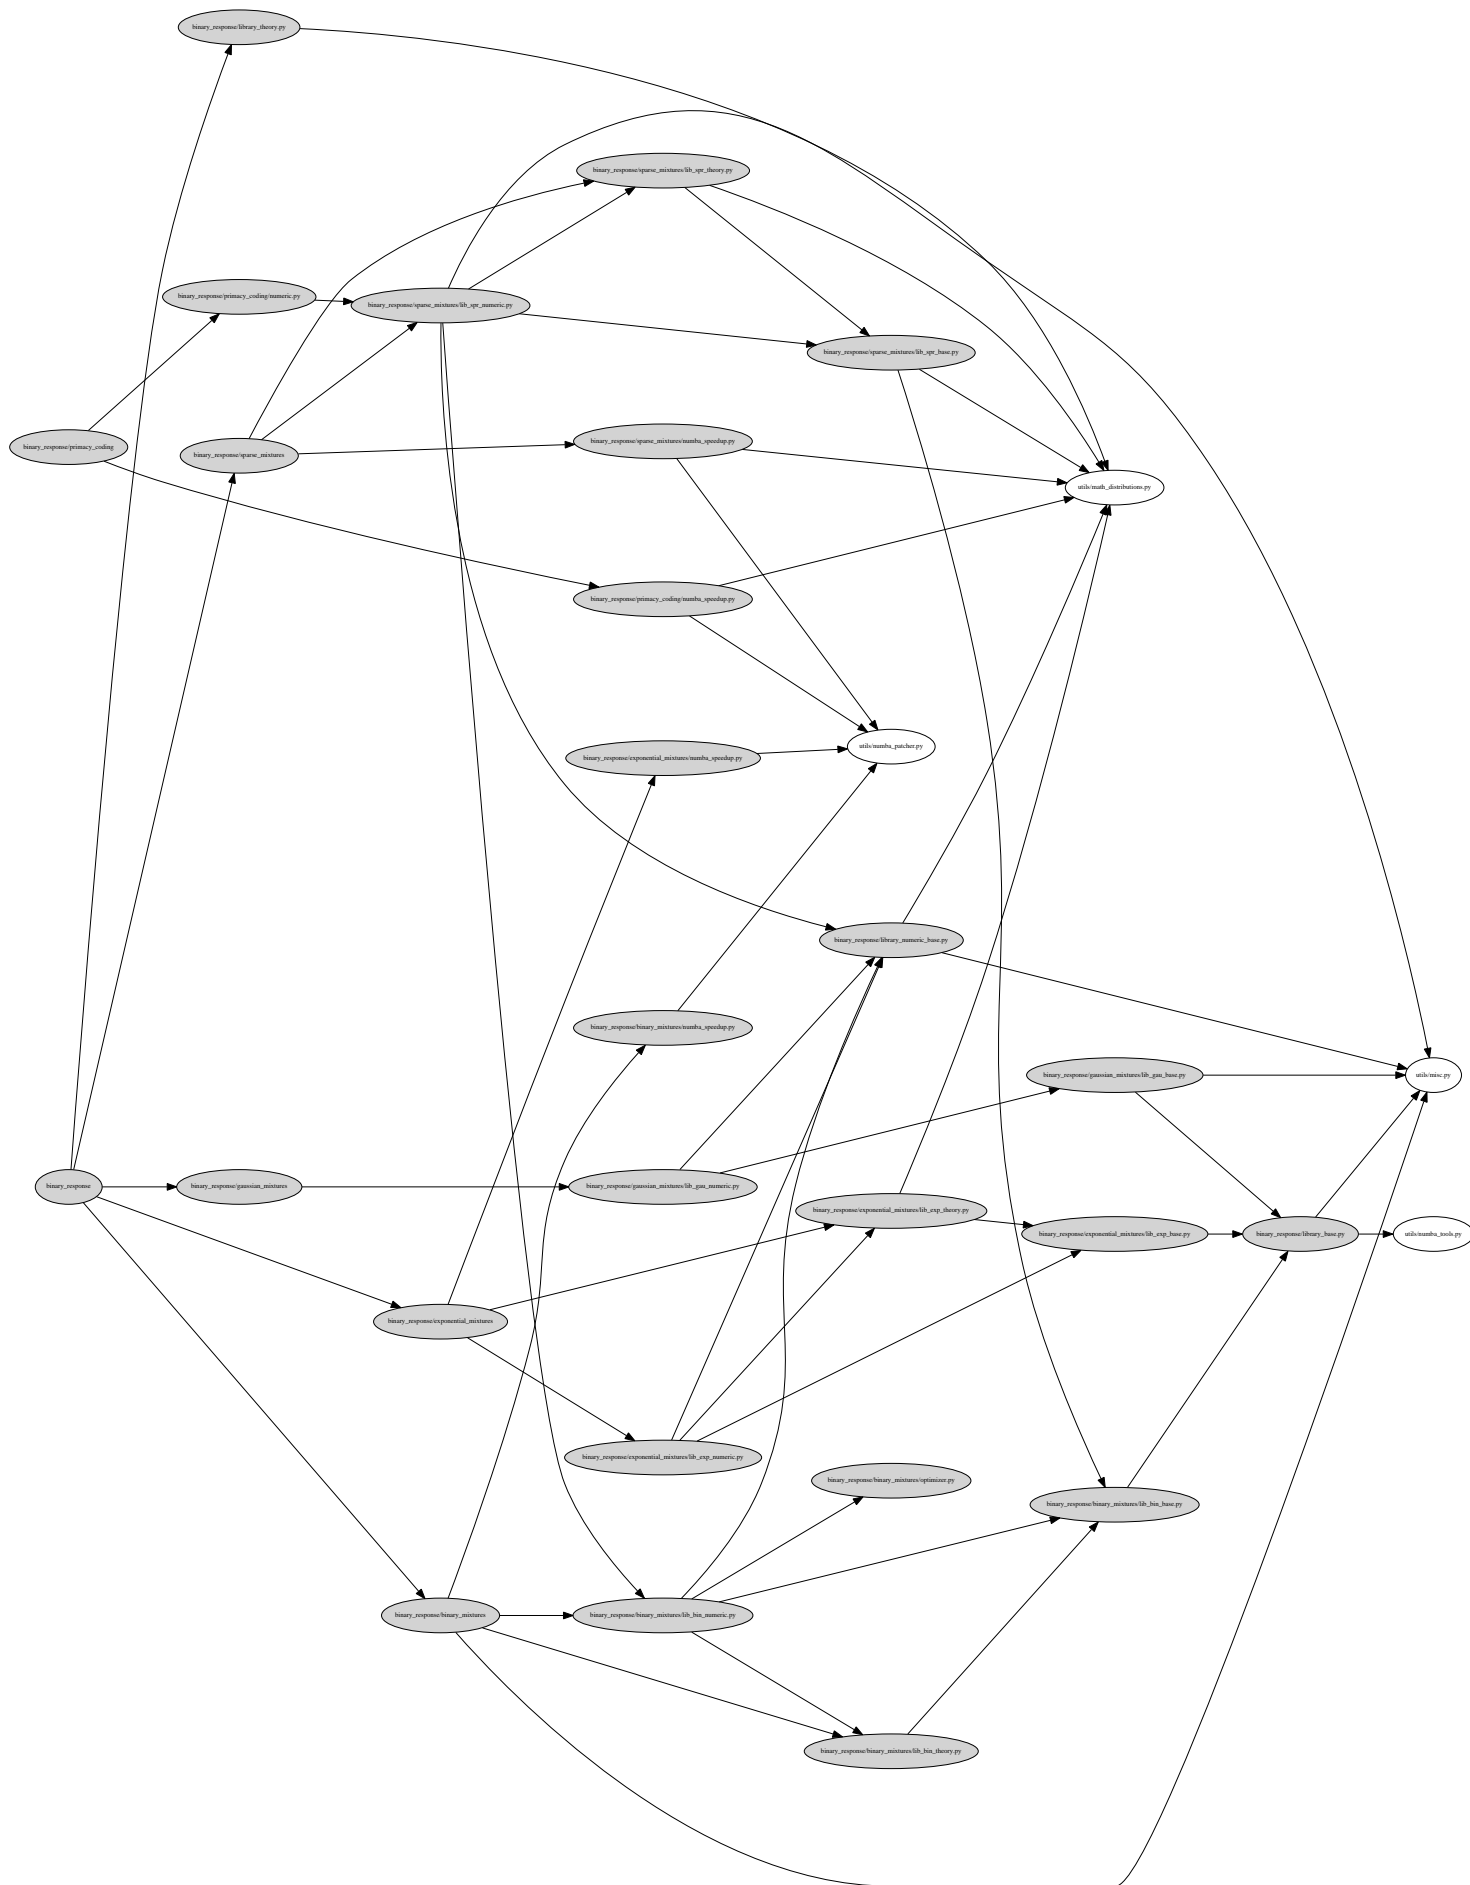 binary_response/library_theory.py
binary_response/sparse_mixtures/lib_spr_theory.py
binary_response/primacy_coding/numeric.py
binary_response/sparse_mixtures/lib_spr_numeric.py
binary_response/sparse_mixtures/lib_spr_base.py
binary_response/primacy_coding
binary_response/sparse_mixtures
binary_response/sparse_mixtures/numba_speedup.py
utils/math_distributions.py
binary_response/primacy_coding/numba_speedup.py
utils/numba_patcher.py
binary_response/exponential_mixtures/numba_speedup.py
binary_response/library_numeric_base.py
binary_response/binary_mixtures/numba_speedup.py
binary_response/gaussian_mixtures/lib_gau_base.py
utils/misc.py
binary_response
binary_response/gaussian_mixtures
binary_response/gaussian_mixtures/lib_gau_numeric.py
binary_response/exponential_mixtures/lib_exp_theory.py
binary_response/exponential_mixtures/lib_exp_base.py
binary_response/library_base.py
utils/numba_tools.py
binary_response/exponential_mixtures
binary_response/exponential_mixtures/lib_exp_numeric.py
binary_response/binary_mixtures/optimizer.py
binary_response/binary_mixtures/lib_bin_base.py
binary_response/binary_mixtures
binary_response/binary_mixtures/lib_bin_numeric.py
binary_response/binary_mixtures/lib_bin_theory.py